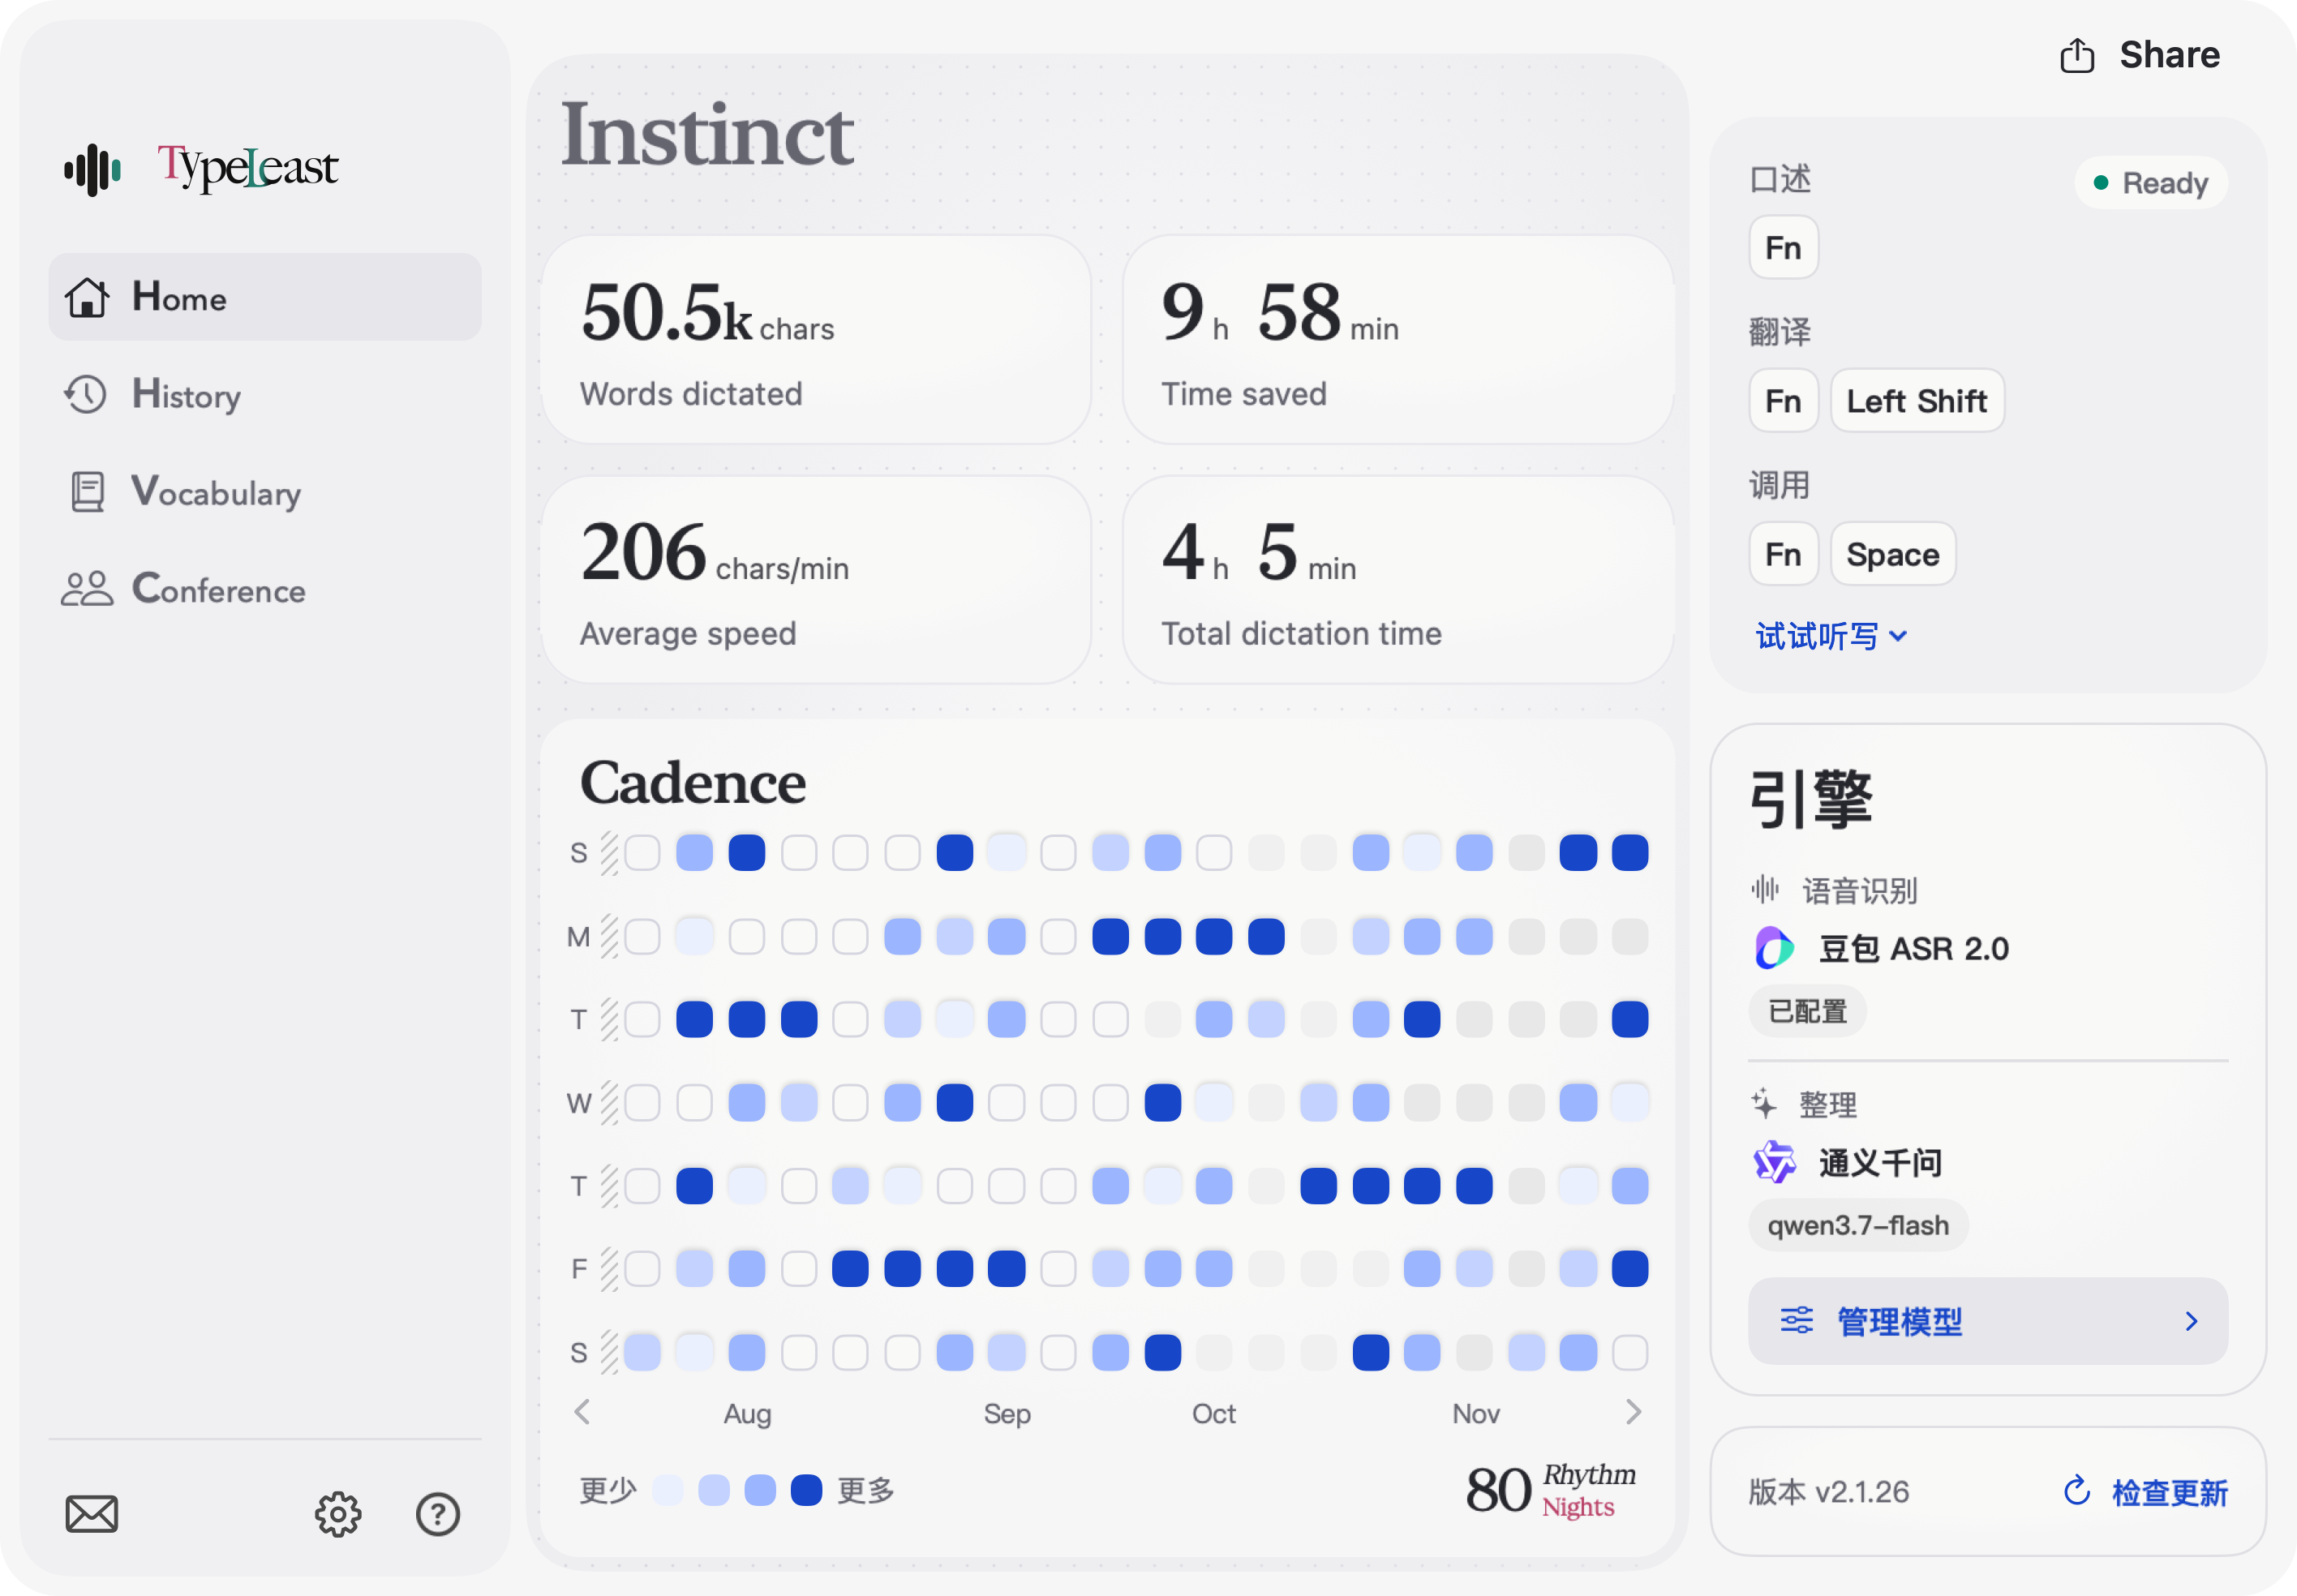 TypeLeast
Home
History
Vocabulary
Conference
Instinct
50.5k chars
Words dictated
9 h 58 min
Time saved
206 chars/min
Average speed
4 h 5 min
Total dictation time
Cadence
S
M
T
W
T
F
S
Aug Sep Oct Nov
更少 更多
80 Rhythm
Nights
Share
口述
Ready
Fn
翻译
Fn Left Shift
调用
Fn Space
试试听写
引擎
语音识别
豆包 ASR 2.0
已配置
整理
通义千问
qwen3.7-flash
管理模型
版本 v2.1.26 检查更新